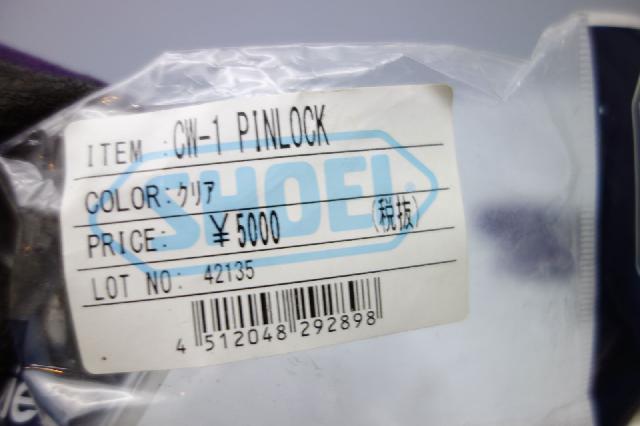 ITEM :CW-1 PINLOCK
SHOEI
COLOR:クリア
PRICE: ¥5000 (税抜)
LOT NO: 42135
4 512048 292898